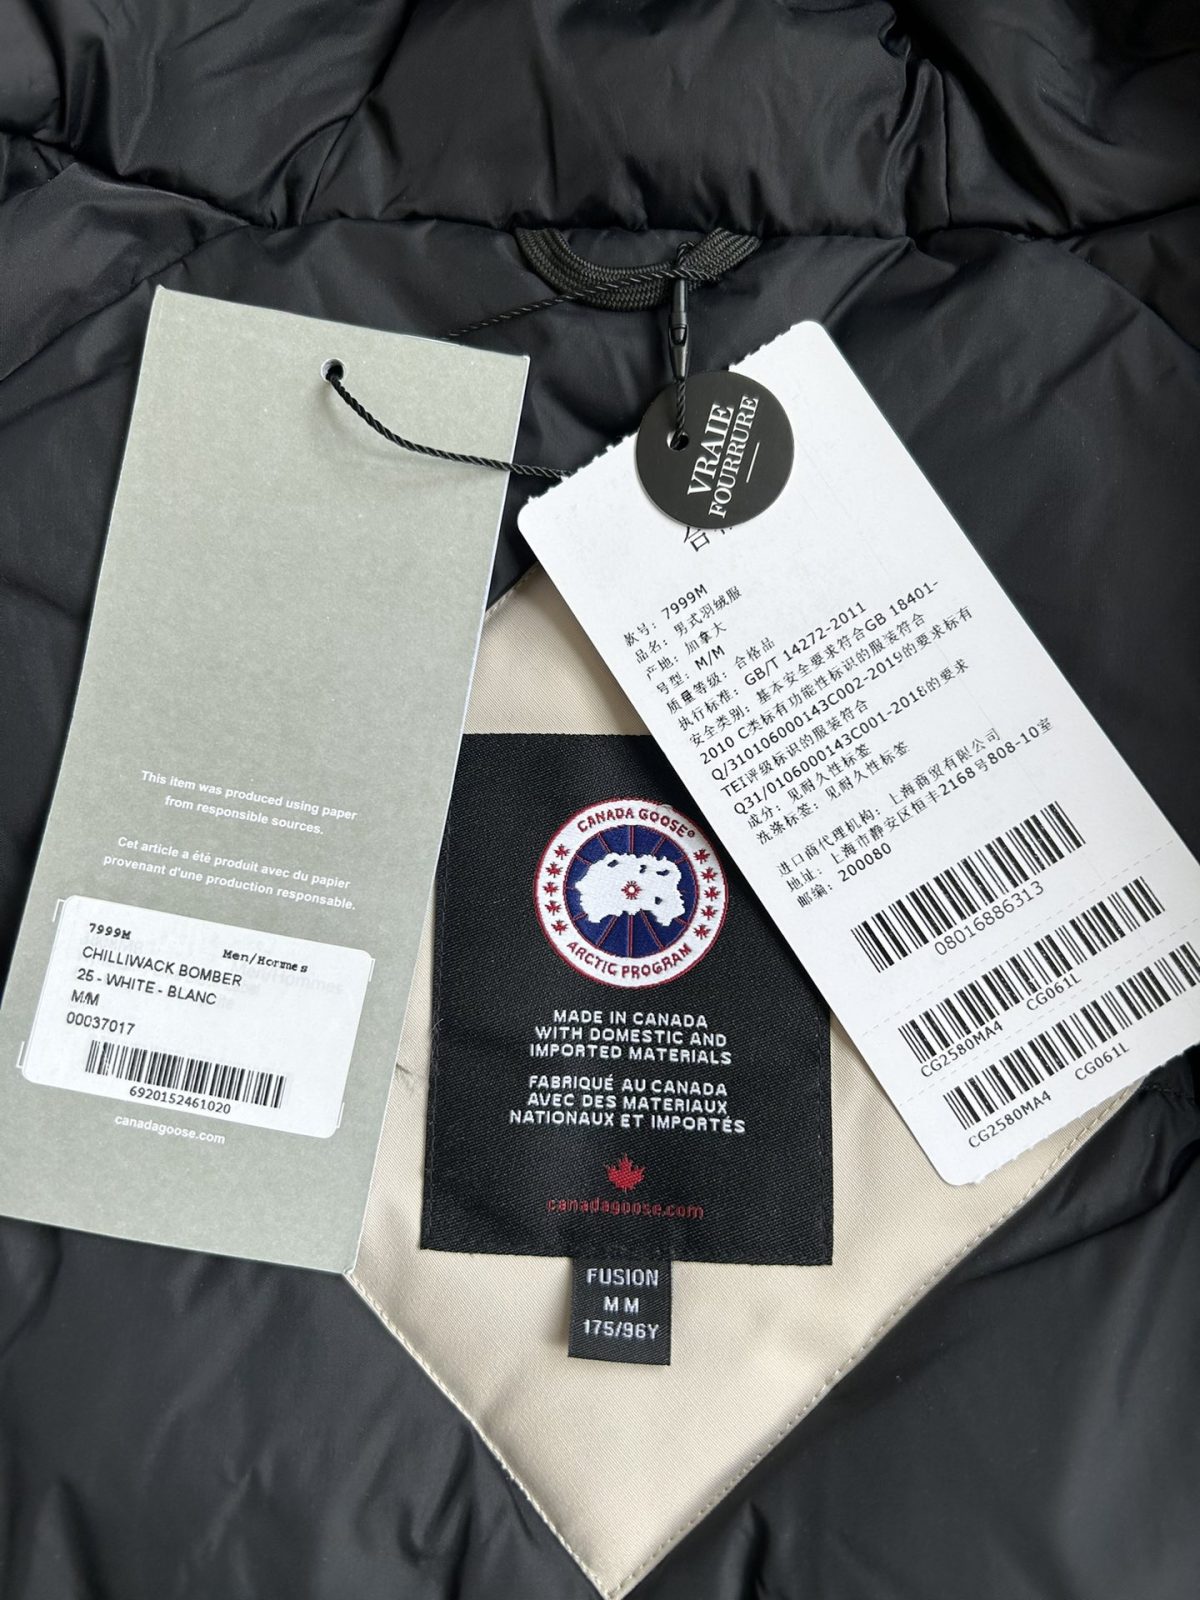 This item was produced using paper
from responsible sources.
Cet article a été produit avec du papier
provenant d'une production responsable.
7999M
Men/Hommes
CHILLIWACK BOMBER
25 - WHITE - BLANC
M/M
00037017
6920152461020
canadagoose.com
VRAIE
FOURRURE
款号: 7999M
品名: 男式羽绒服
产地: 加拿大
号型: M/M
质量等级: 合格品
执行标准: GB/T 14272-2011
安全类别: 基本安全要求符合GB 18401-
2010 C类标有功能性标识的服装符合
Q/310106000143C002-2019的要求标有
TEI评级标识的服装符合
Q31/0106000143C001-2018的要求
成分: 见耐久性标签
洗涤标签: 见耐久性标签
进口商代理机构: 上海商贸有限公司
地址: 上海市静安区恒丰2168号808-10室
邮编: 200080
08016886313
CG2580MA4 CG061L
CG2580MA4 CG061L
CANADA GOOSE®
ARCTIC PROGRAM
MADE IN CANADA
WITH DOMESTIC AND
IMPORTED MATERIALS
FABRIQUÉ AU CANADA
AVEC DES MATERIAUX
NATIONAUX ET IMPORTÉS
canadagoose.com
FUSION
M M
175/96Y